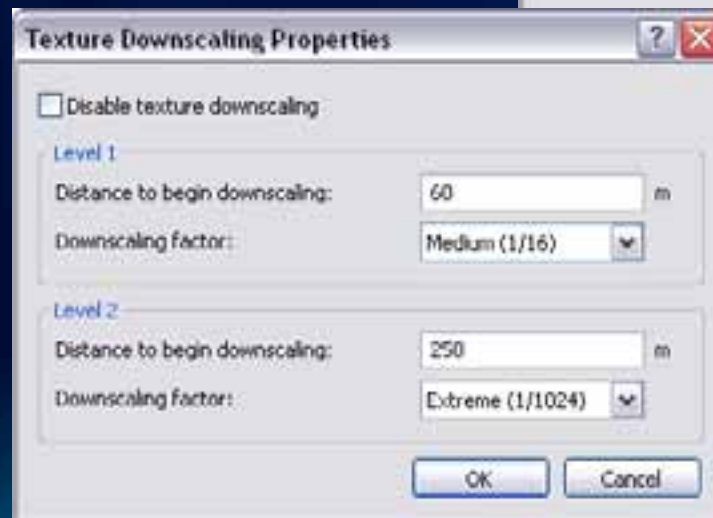 Texture Downscaling Properties
?
Disable texture downscaling
Level 1
Distance to begin downscaling: 60 m
Downscaling factor: Medium (1/16)
Level 2
Distance to begin downscaling: 250 m
Downscaling factor: Extreme (1/1024)
OK Cancel